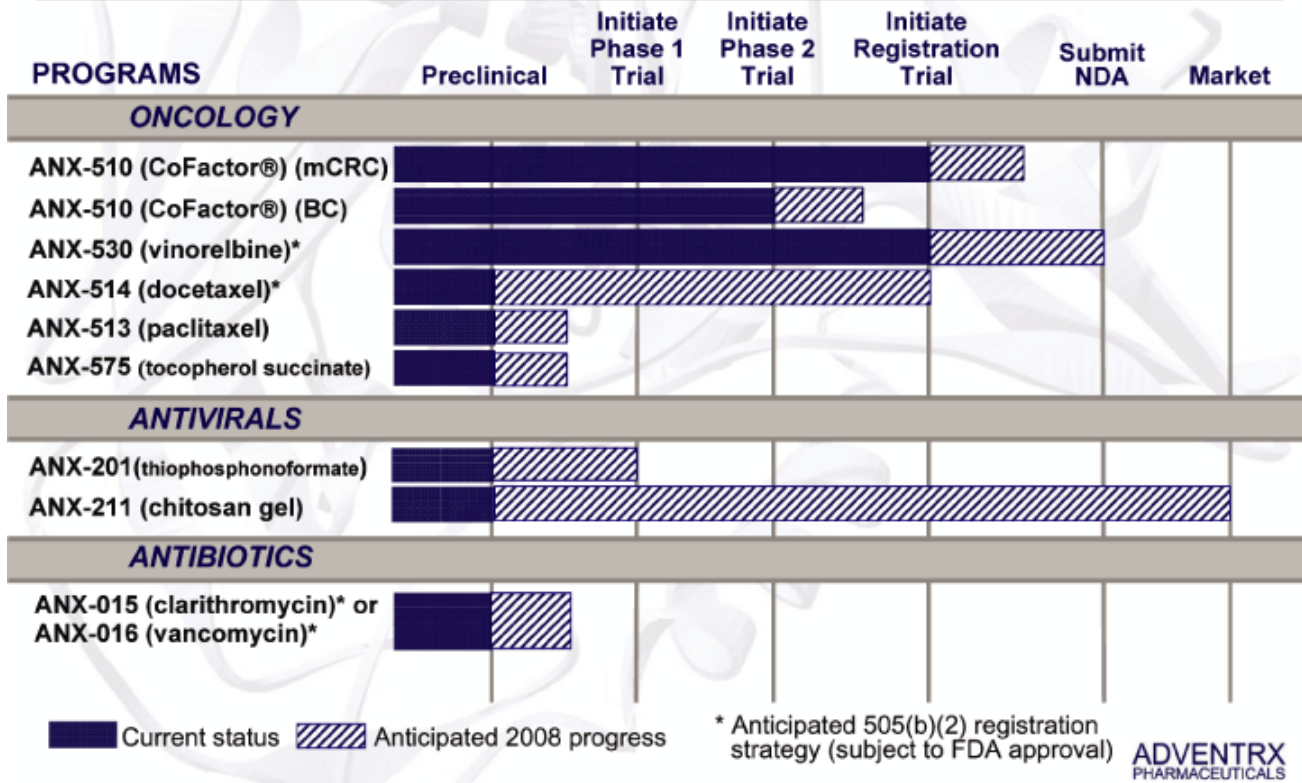 PROGRAMS
Preclinical
Initiate
Phase 1
Trial
Initiate
Phase 2
Trial
Initiate
Registration
Trial
Submit
NDA
Market
ONCOLOGY
ANX-510 (CoFactor®) (mCRC)
ANX-510 (CoFactor®) (BC)
ANX-530 (vinorelbine)*
ANX-514 (docetaxel)*
ANX-513 (paclitaxel)
ANX-575 (tocopherol succinate)
ANTIVIRALS
ANX-201(thiophosphonoformate)
ANX-211 (chitosan gel)
ANTIBIOTICS
ANX-015 (clarithromycin)* or
ANX-016 (vancomycin)*
Current status
Anticipated 2008 progress
* Anticipated 505(b)(2) registration
strategy (subject to FDA approval)
ADVENTRX
PHARMACEUTICALS